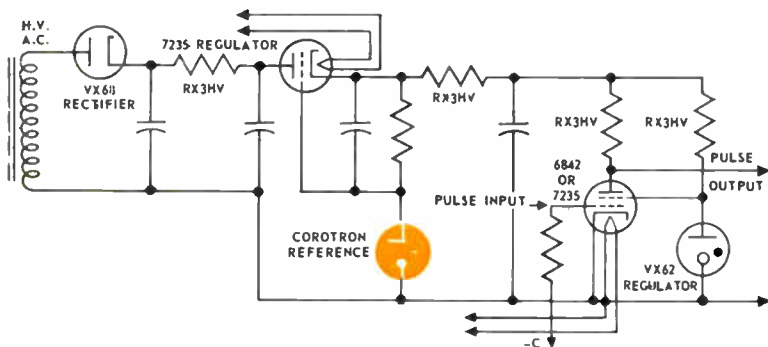 H.V.
A.C.
VX68
RECTIFIER
RX3HV
7235 REGULATOR
COROTRON
REFERENCE
RX3HV
RX3HV
RX3HV
PULSE
OUTPUT
6842
OR
7235
PULSE INPUT
VX62
REGULATOR
-C